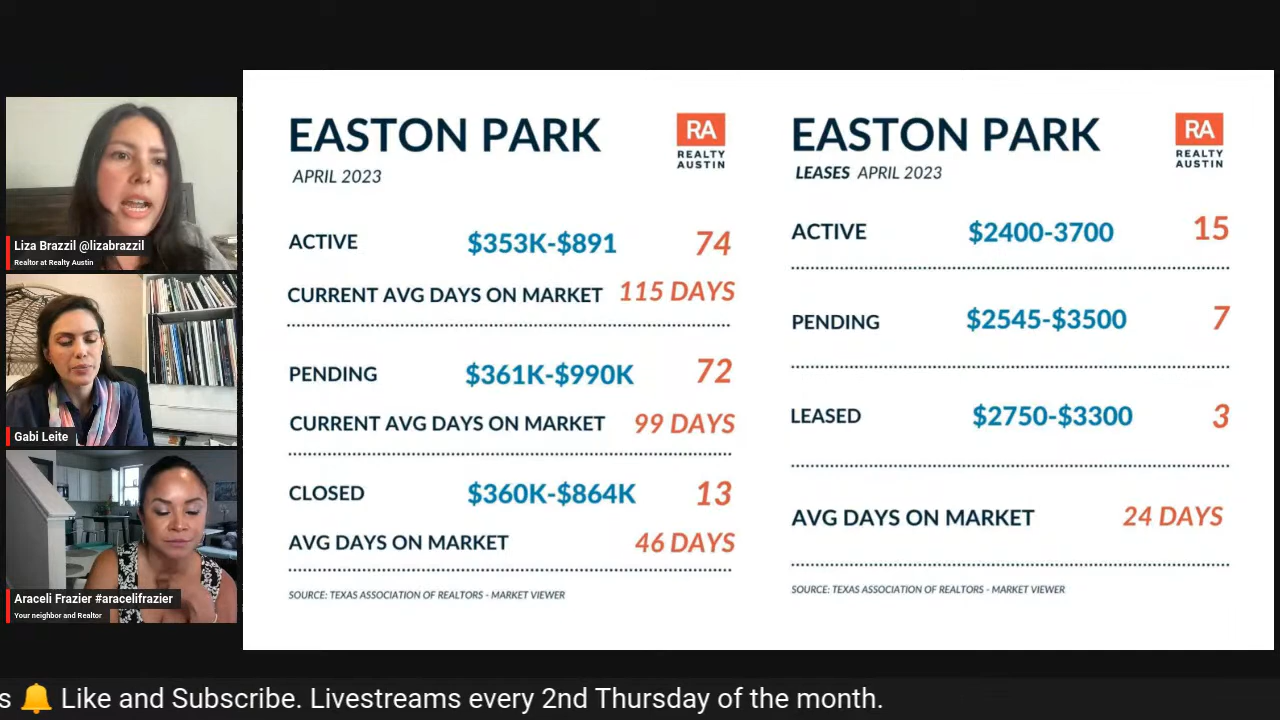 Liza Brazzil @lizabrazzil
Realtor at Realty Austin
Gabi Leite
Araceli Frazier #aracelifrazier
Your neighbor and Realtor
EASTON PARK
RA
REALTY
AUSTIN
APRIL 2023
ACTIVE $353K-$891 74
CURRENT AVG DAYS ON MARKET 115 DAYS
PENDING $361K-$990K 72
CURRENT AVG DAYS ON MARKET 99 DAYS
CLOSED $360K-$864K 13
AVG DAYS ON MARKET 46 DAYS
SOURCE: TEXAS ASSOCIATION OF REALTORS - MARKET VIEWER
EASTON PARK
RA
REALTY
AUSTIN
LEASES APRIL 2023
ACTIVE $2400-3700 15
PENDING $2545-$3500 7
LEASED $2750-$3300 3
AVG DAYS ON MARKET 24 DAYS
SOURCE: TEXAS ASSOCIATION OF REALTORS - MARKET VIEWER
s 🔔 Like and Subscribe. Livestreams every 2nd Thursday of the month.